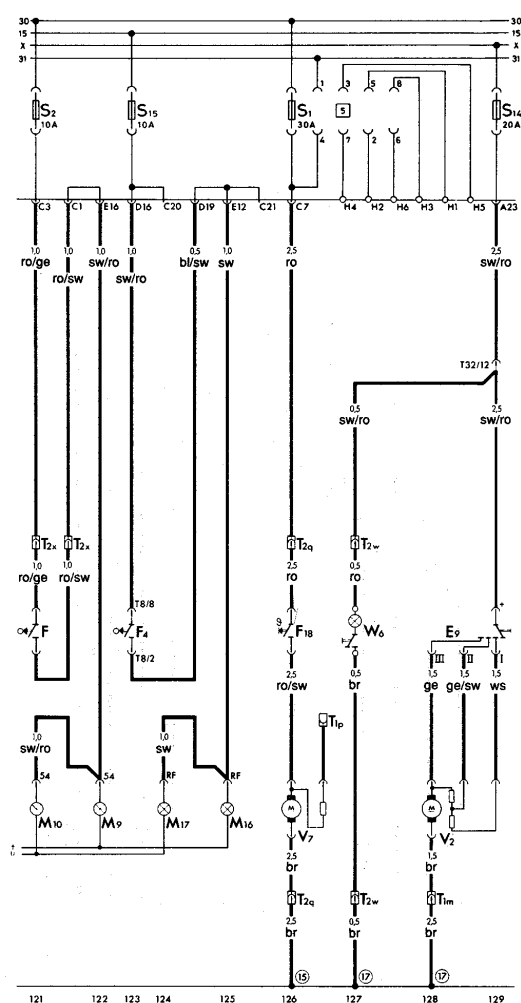 30 30
15 15
X X
31 31
1 3 5 8
S2 S15 S1 5 S14
10A 10A 30A 20A
4 7 2 6
C3 C1 E16 D16 C20 D19 E12 C21 C7 H4 H2 H6 H3 H1 H5 A23
1,0 1,0 1,0 1,0 0,5 1,0 2,5 2,5
ro/ge ro/sw sw/ro sw/ro bl/sw sw ro sw/ro
T32/12
0,5 2,5
sw/ro sw/ro
T2x T2x T2q T2w
1,0 1,0 2,5 0,5
ro/ge ro/sw ro ro
T8/8 +
F F4 F18 W6 E9
T8/2 III II I
2,5 0,5 1,5 1,5 1,5
ro/sw br ge ge/sw ws
T1p
1,0 1,0
sw/ro sw
54 54 RF RF
M10 M9 M17 M16 M V7 M V2
2,5 1,5
br br
T2q T2w T1m
2,5 0,5 2,5
br br br
15 17 17
121 122 123 124 125 126 127 128 129